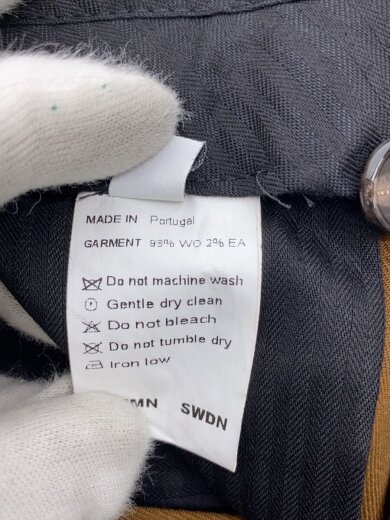 MADE IN Portugal
GARMENT 98% WO 2% EA
Do not machine wash
Gentle dry clean
Do not bleach
Do not tumble dry
Iron low
MN SWDN